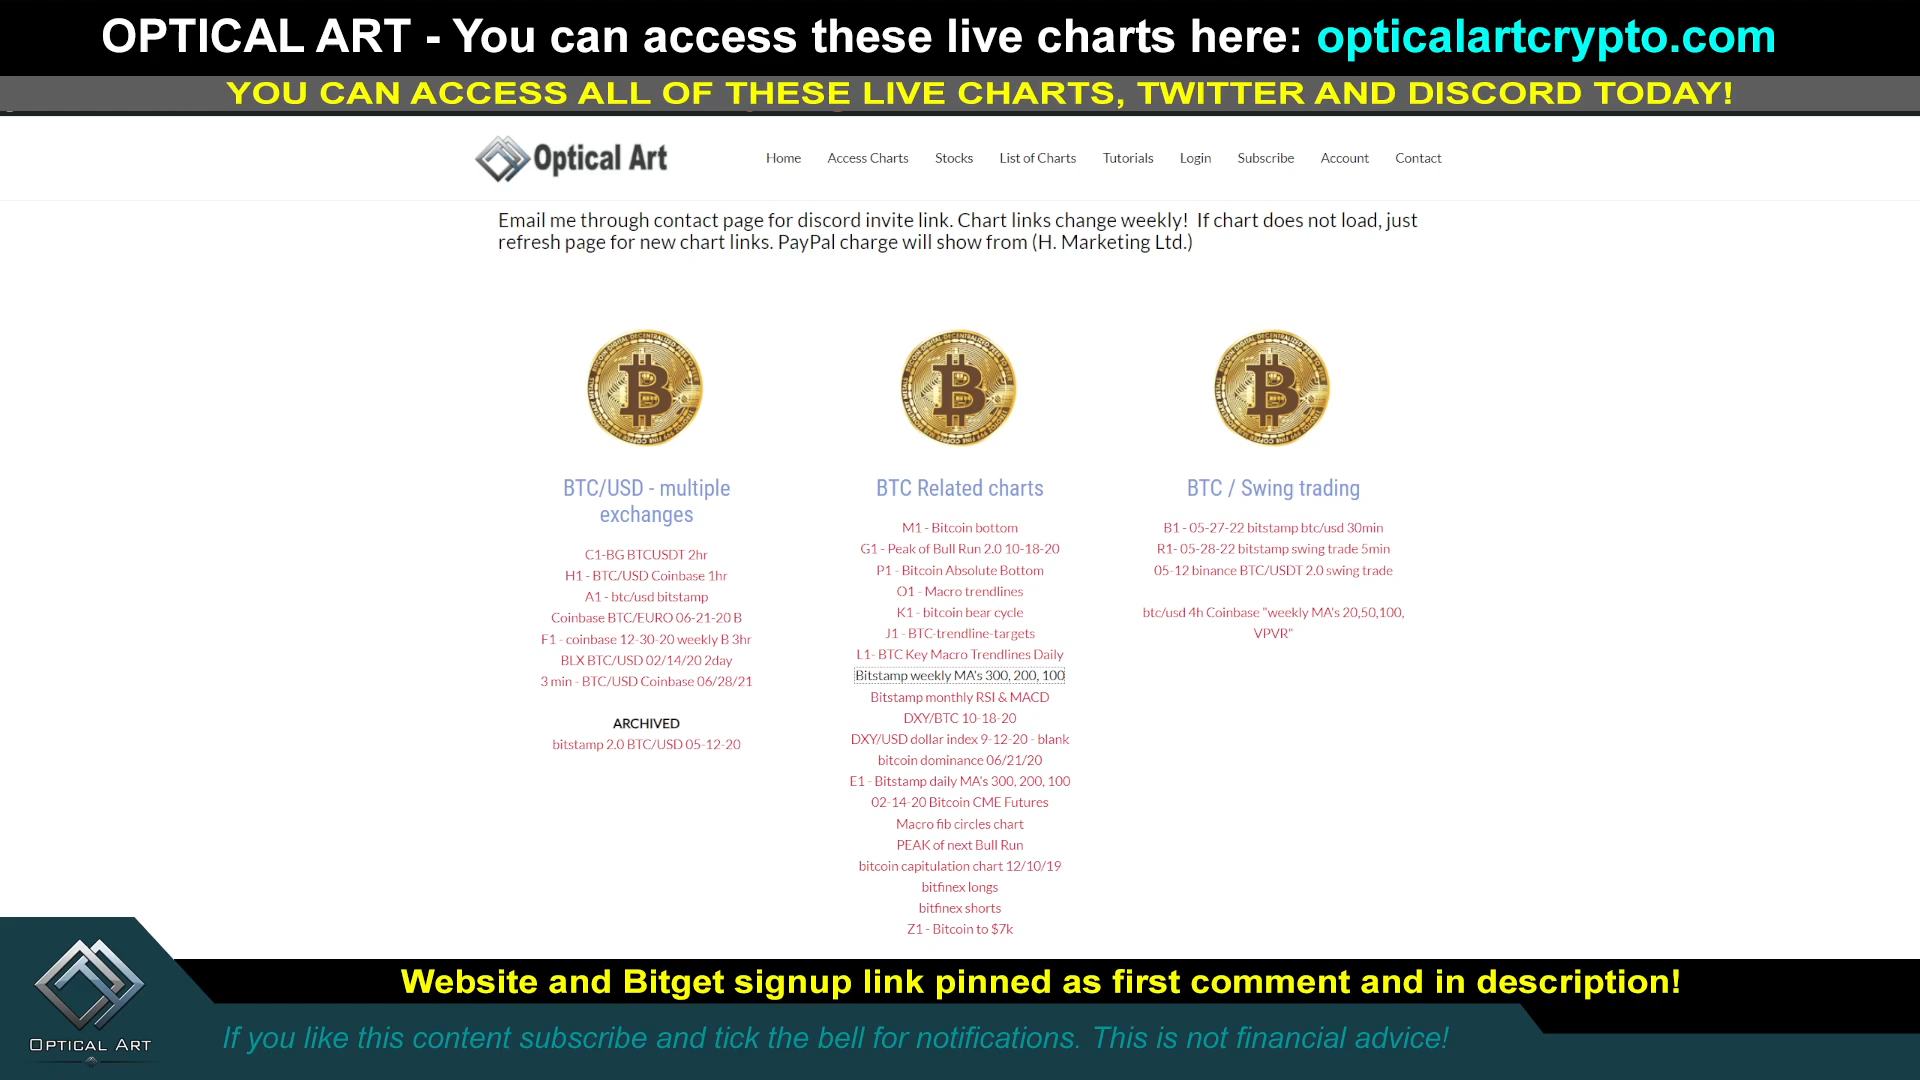 OPTICAL ART - You can access these live charts here: opticalartcrypto.com
YOU CAN ACCESS ALL OF THESE LIVE CHARTS, TWITTER AND DISCORD TODAY!
Optical Art
Home Access Charts Stocks List of Charts Tutorials Login Subscribe Account Contact
Email me through contact page for discord invite link. Chart links change weekly! If chart does not load, just
refresh page for new chart links. PayPal charge will show from (H. Marketing Ltd.)
BTC/USD - multiple
exchanges
C1-BG BTCUSDT 2hr
H1 - BTC/USD Coinbase 1hr
A1 - btc/usd bitstamp
Coinbase BTC/EURO 06-21-20 B
F1 - coinbase 12-30-20 weekly B 3hr
BLX BTC/USD 02/14/20 2day
3 min - BTC/USD Coinbase 06/28/21
ARCHIVED
bitstamp 2.0 BTC/USD 05-12-20
BTC Related charts
M1 - Bitcoin bottom
G1 - Peak of Bull Run 2.0 10-18-20
P1 - Bitcoin Absolute Bottom
O1 - Macro trendlines
K1 - bitcoin bear cycle
J1 - BTC-trendline-targets
L1- BTC Key Macro Trendlines Daily
Bitstamp weekly MA's 300, 200, 100
Bitstamp monthly RSI & MACD
DXY/BTC 10-18-20
DXY/USD dollar index 9-12-20 - blank
bitcoin dominance 06/21/20
E1 - Bitstamp daily MA's 300, 200, 100
02-14-20 Bitcoin CME Futures
Macro fib circles chart
PEAK of next Bull Run
bitcoin capitulation chart 12/10/19
bitfinex longs
bitfinex shorts
Z1 - Bitcoin to $7k
BTC / Swing trading
B1 - 05-27-22 bitstamp btc/usd 30min
R1- 05-28-22 bitstamp swing trade 5min
05-12 binance BTC/USDT 2.0 swing trade
btc/usd 4h Coinbase "weekly MA's 20,50,100,
VPVR"
Website and Bitget signup link pinned as first comment and in description!
OPTICAL ART
If you like this content subscribe and tick the bell for notifications. This is not financial advice!